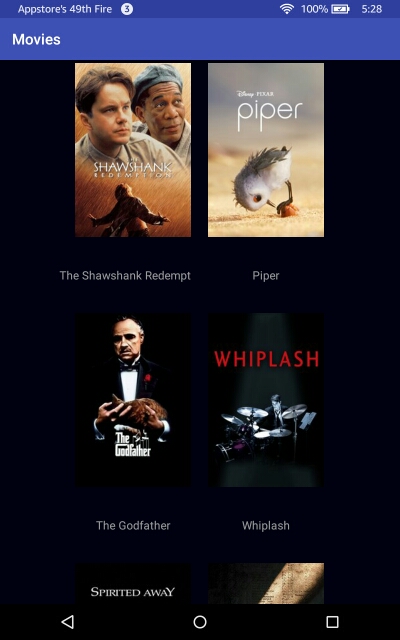 Appstore's 49th Fire 3 100% 5:28
Movies
THE
SHAWSHANK
REDEMPTION
Disney PIXAR
piper
The Shawshank Redempt
Piper
The
Godfather
WHIPLASH
The Godfather
Whiplash
SPIRITED AWAY